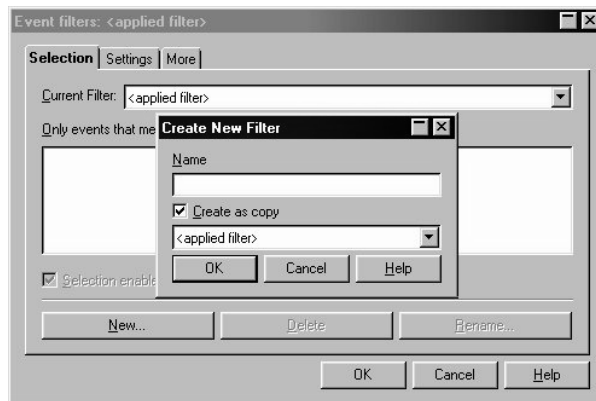 Event filters: <applied filter>
Selection Settings More
Current Filter: <applied filter>
Only events that me
Create New Filter
Name
Create as copy
<applied filter>
OK Cancel Help
Selection enable
New... Delete Rename...
OK Cancel Help